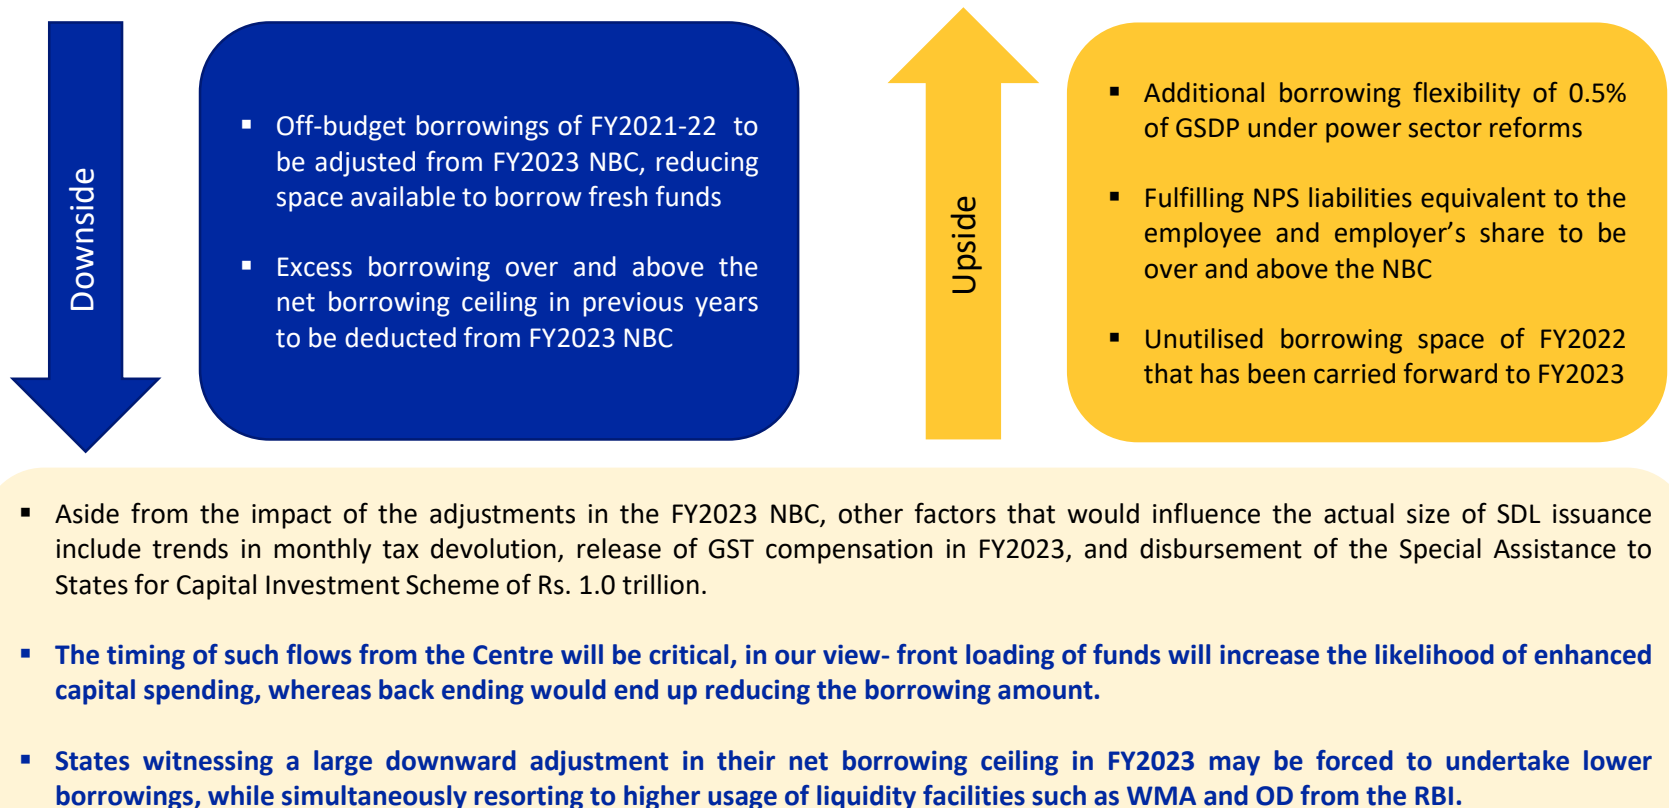 Downside
▪ Off-budget borrowings of FY2021-22 to
be adjusted from FY2023 NBC, reducing
space available to borrow fresh funds
▪ Excess borrowing over and above the
net borrowing ceiling in previous years
to be deducted from FY2023 NBC
Upside
▪ Additional borrowing flexibility of 0.5%
of GSDP under power sector reforms
▪ Fulfilling NPS liabilities equivalent to the
employee and employer’s share to be
over and above the NBC
▪ Unutilised borrowing space of FY2022
that has been carried forward to FY2023
▪ Aside from the impact of the adjustments in the FY2023 NBC, other factors that would influence the actual size of SDL issuance
include trends in monthly tax devolution, release of GST compensation in FY2023, and disbursement of the Special Assistance to
States for Capital Investment Scheme of Rs. 1.0 trillion.
▪ The timing of such flows from the Centre will be critical, in our view- front loading of funds will increase the likelihood of enhanced
capital spending, whereas back ending would end up reducing the borrowing amount.
▪ States witnessing a large downward adjustment in their net borrowing ceiling in FY2023 may be forced to undertake lower
borrowings, while simultaneously resorting to higher usage of liquidity facilities such as WMA and OD from the RBI.